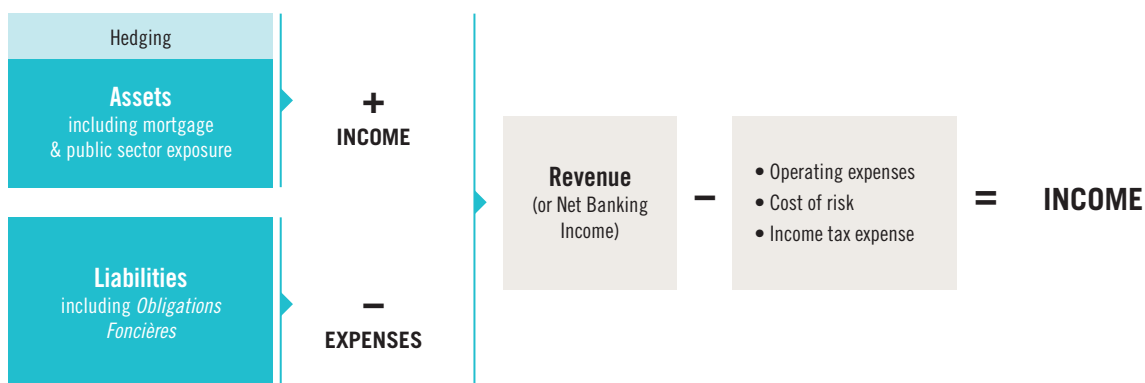 Hedging
Assets
including mortgage
& public sector exposure
+
INCOME
Liabilities
including Obligations
Foncières
–
EXPENSES
Revenue
(or Net Banking
Income)
–
• Operating expenses
• Cost of risk
• Income tax expense
=
INCOME